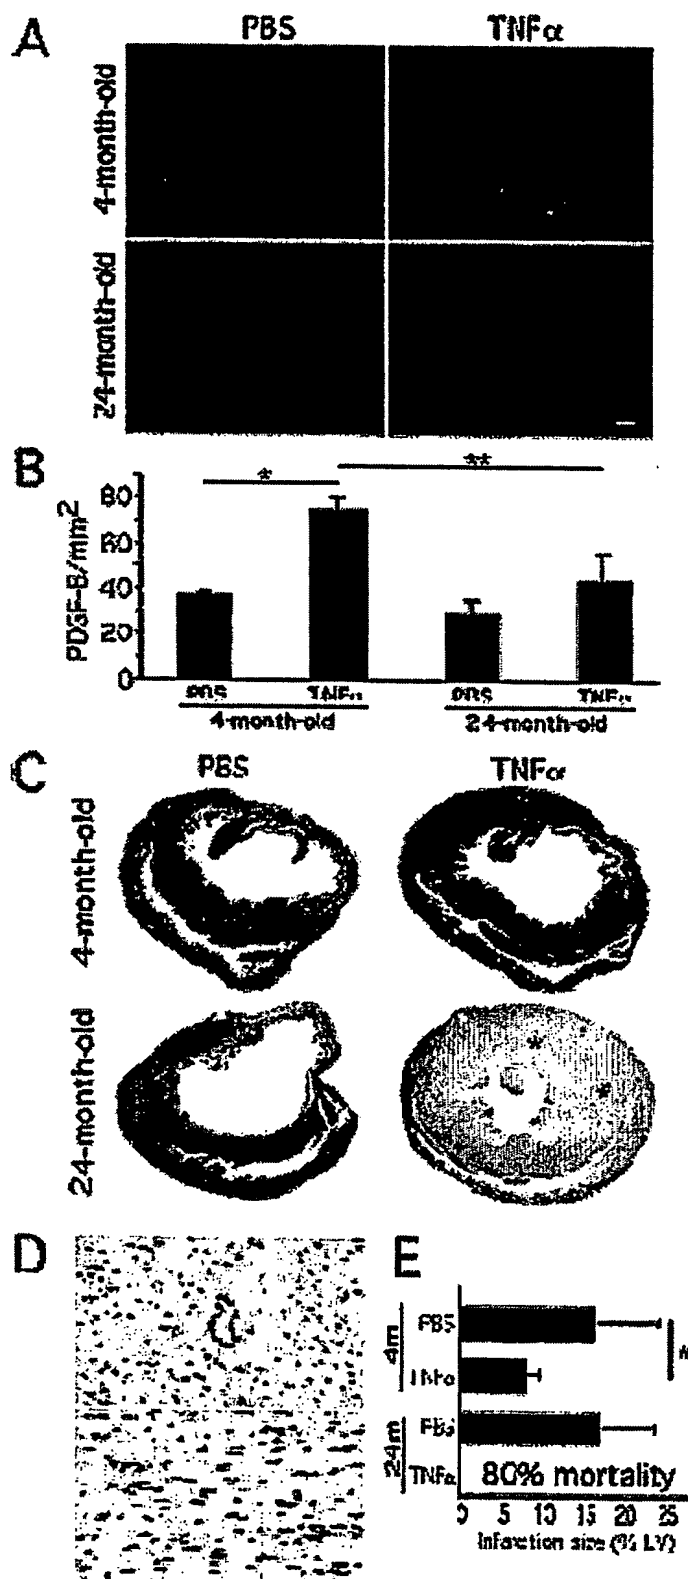 A
PBS TNFα
4-month-old
24-month-old
B
* **
PDGF-B/mm2
80
60
40
20
0
PBS TNFα PBS TNFα
4-month-old 24-month-old
C
PBS TNFα
4-month-old
24-month-old
*
*
D
E
4m
PBS
TNFα
*
24m
PBS
TNFα 80% mortality
0 5 10 15 20 25
Infarction size (% LV)